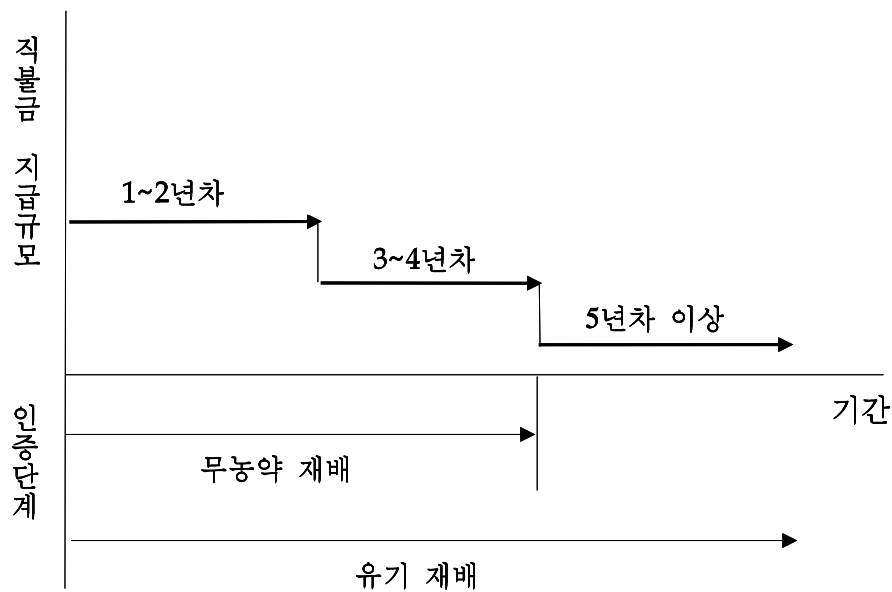 직불금 지급규모
1~2년차
3~4년차
5년차 이상
기간
인증단계
무농약 재배
유기 재배